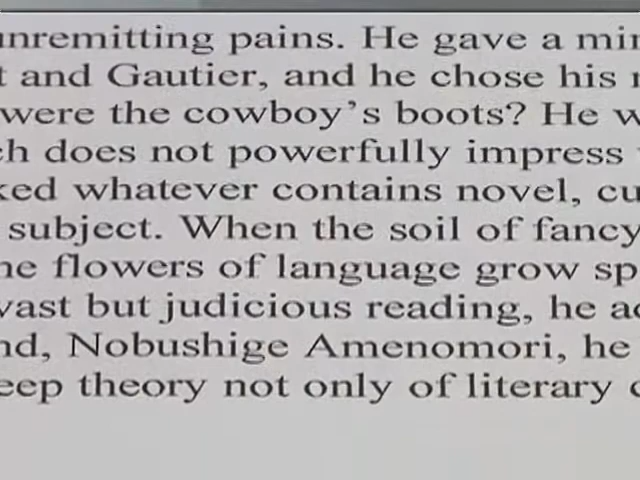 unremitting pains. He gave a min
t and Gautier, and he chose his
were the cowboy's boots? He w
ch does not powerfully impress
ked whatever contains novel, cu
subject. When the soil of fancy
he flowers of language grow sp
vast but judicious reading, he ac
nd, Nobushige Amenomori, he
eep theory not only of literary